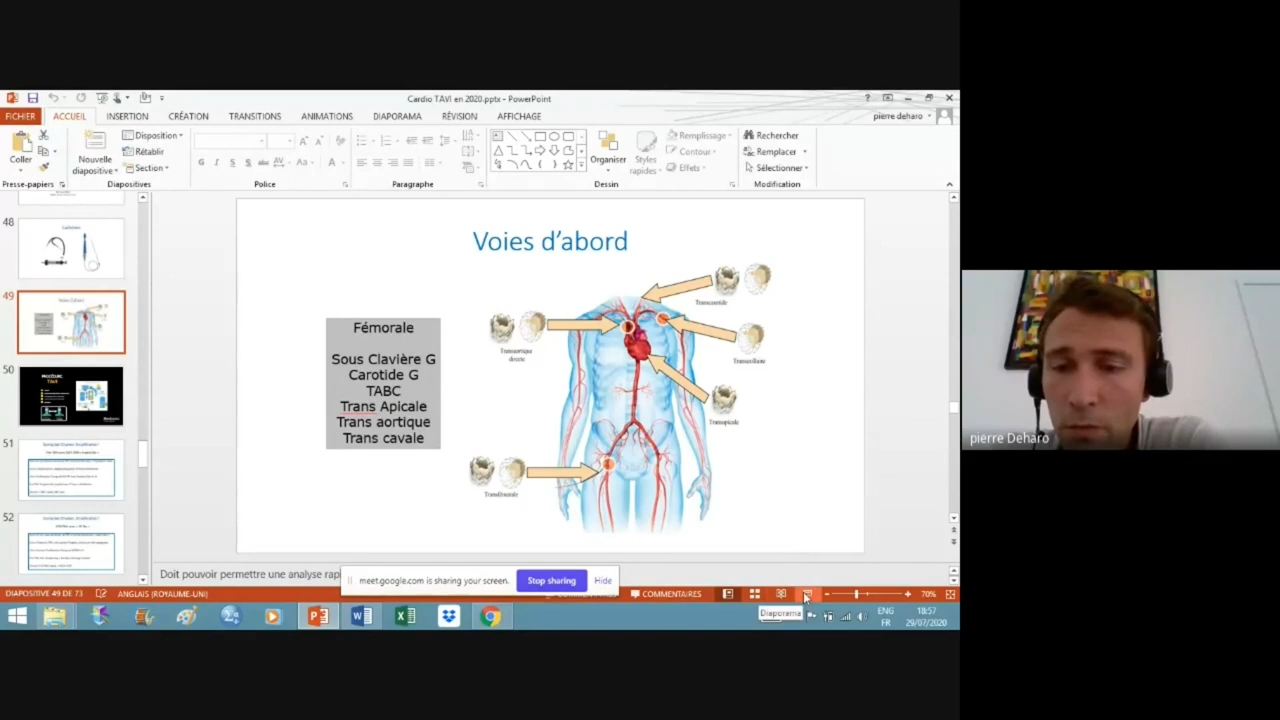 Cardio TAVI en 2020.pptx - PowerPoint
FICHIER ACCUEIL INSERTION CRÉATION TRANSITIONS ANIMATIONS DIAPORAMA RÉVISION AFFICHAGE pierre deharo
Coller
Nouvelle
diapositive
Disposition
Rétablir
Section
Organiser
Styles
rapides
Remplissage
Contour
Effets
Rechercher
Remplacer
Sélectionner
Presse-papiers Diapositives Police Paragraphe Dessin Modification
48
49
Voies d'abord
50
51
52
Voies d'abord
Fémorale
Sous Clavière G
Carotide G
TABC
Trans Apicale
Trans aortique
Trans cavale
Transcarotide
Transaortique
directe
Transaxillaire
Transapicale
Transfémorale
pierre Deharo
Doit pouvoir permettre une analyse rap
meet.google.com is sharing your screen.
Stop sharing
Hide
DIAPOSITIVE 49 DE 73 ANGLAIS (ROYAUME-UNI) COMMENTAIRES 70%
Diaporama
ENG
FR
18:57
29/07/2020